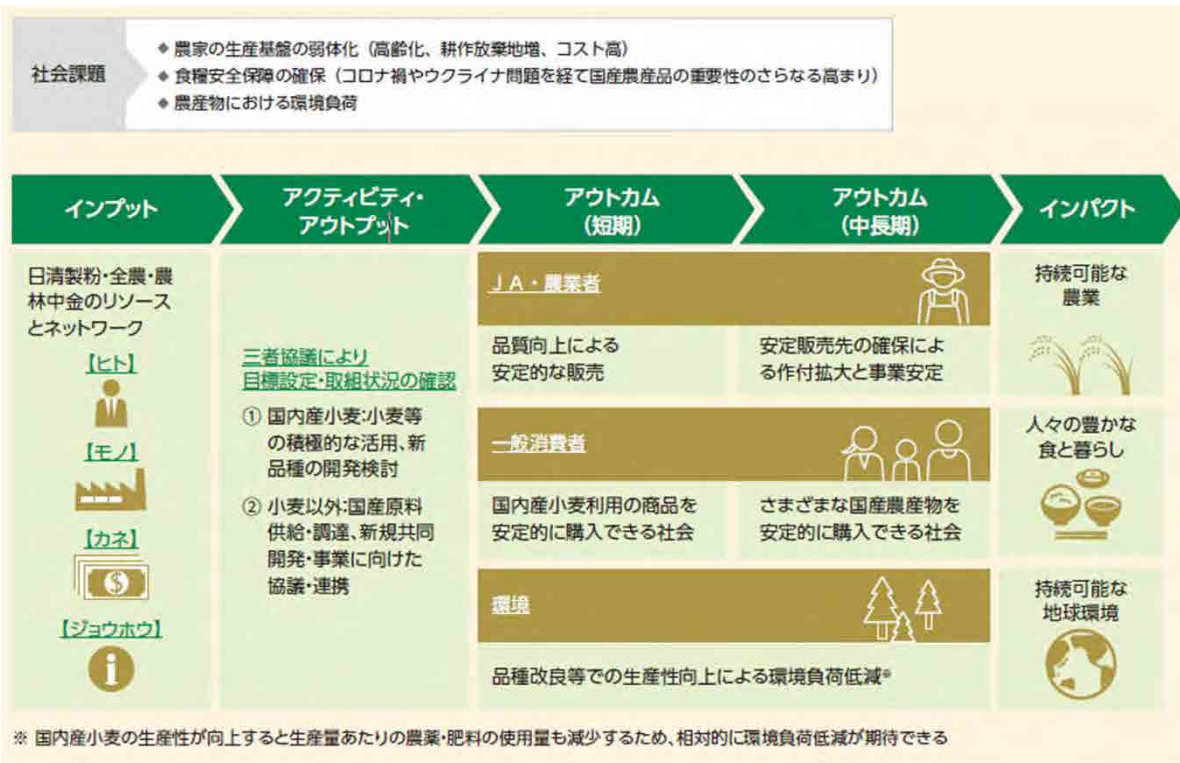 社会課題
◆ 農家の生産基盤の弱体化（高齢化、耕作放棄地増、コスト高）
◆ 食糧安全保障の確保（コロナ禍やウクライナ問題を経て国産農産品の重要性のさらなる高まり）
◆ 農産物における環境負荷
インプット
アクティビティ・
アウトプット
アウトカム
（短期）
アウトカム
（中長期）
インパクト
日清製粉・全農・農
林中金のリソース
とネットワーク
【ヒト】
【モノ】
【カネ】
【ジョウホウ】
三者協議により
目標設定・取組状況の確認
① 国内産小麦:小麦等
の積極的な活用、新
品種の開発検討
② 小麦以外:国産原料
供給・調達、新規共同
開発・事業に向けた
協議・連携
ＪＡ・農業者
品質向上による
安定的な販売
安定販売先の確保によ
る作付拡大と事業安定
一般消費者
国内産小麦利用の商品を
安定的に購入できる社会
さまざまな国産農産物を
安定的に購入できる社会
環境
品種改良等での生産性向上による環境負荷低減※
持続可能な
農業
人々の豊かな
食と暮らし
持続可能な
地球環境
※ 国内産小麦の生産性が向上すると生産量あたりの農薬・肥料の使用量も減少するため、相対的に環境負荷低減が期待できる